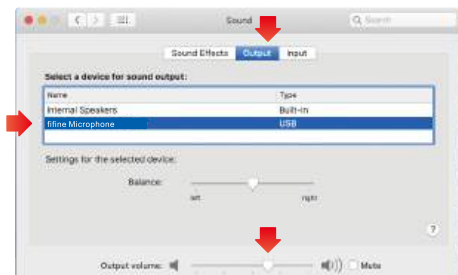 Sound
Search
Sound Effects Output Input
Select a device for sound output:
Name Type
Internal Speakers Built-in
fifine Microphone USB
Settings for the selected device:
Balance:
left right
?
Output volume: Mute